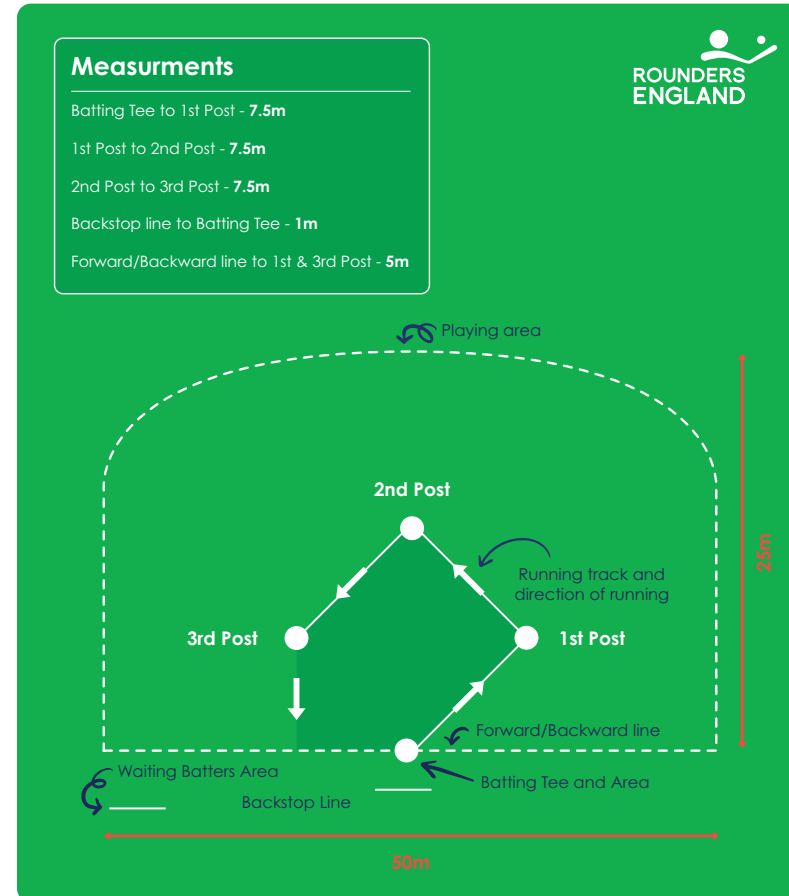 Measurments
ROUNDERS
ENGLAND
Batting Tee to 1st Post - 7.5m
1st Post to 2nd Post - 7.5m
2nd Post to 3rd Post - 7.5m
Backstop line to Batting Tee - 1m
Forward/Backward line to 1st & 3rd Post - 5m
Playing area
2nd Post
25m
Running track and
direction of running
3rd Post
1st Post
Forward/Backward line
Waiting Batters Area
Batting Tee and Area
Backstop Line
50m